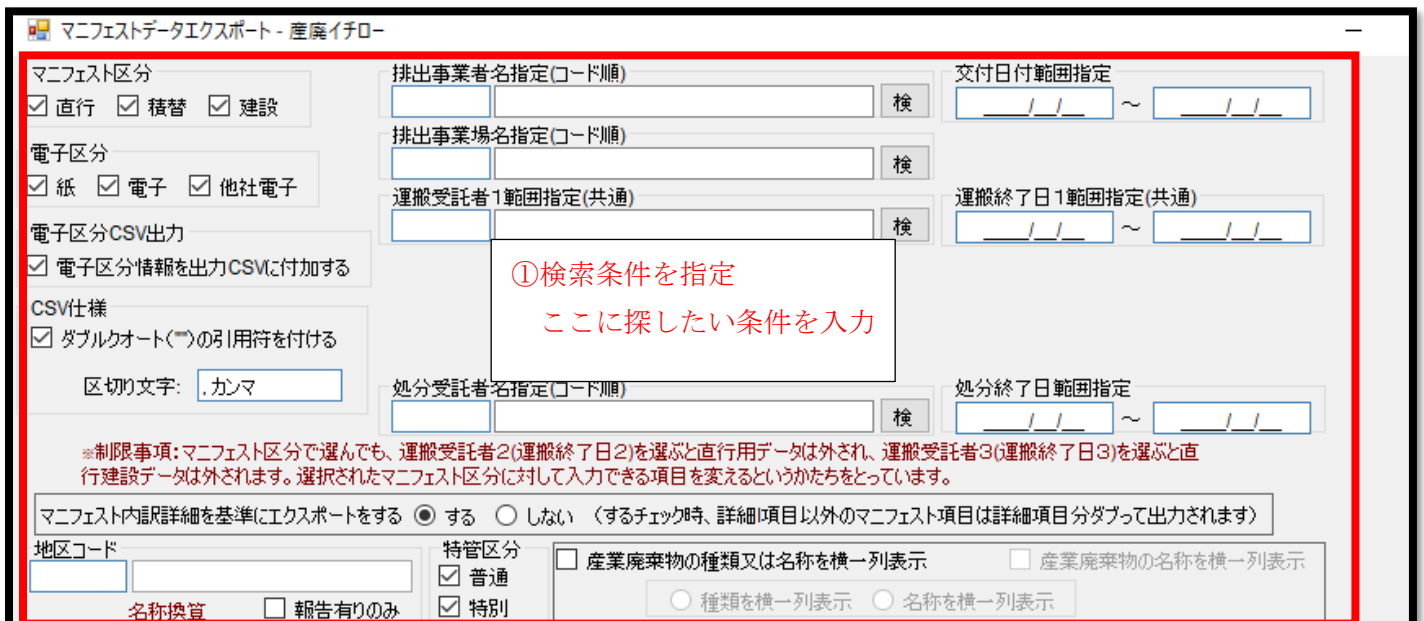 マニフェストデータエクスポート - 産廃イチロー
マニフェスト区分
直行 積替 建設
電子区分
紙 電子 他社電子
電子区分CSV出力
電子区分情報を出力CSVに付加する
CSV仕様
ダブルクオート("")の引用符を付ける
区切り文字: , カンマ
排出事業者名指定(コード順)
検
排出事業場名指定(コード順)
検
運搬受託者1範囲指定(共通)
検
①検索条件を指定
ここに探したい条件を入力
処分受託者名指定(コード順)
検
交付日付範囲指定
__/__/__ ~ __/__/__
運搬終了日1範囲指定(共通)
__/__/__ ~ __/__/__
処分終了日範囲指定
__/__/__ ~ __/__/__
※制限事項:マニフェスト区分で選んでも、運搬受託者2(運搬終了日2)を選ぶと直行用データは外され、運搬受託者3(運搬終了日3)を選ぶと直
行建設データは外されます。選択されたマニフェスト区分に対して入力できる項目を変えるというかたちをとっています。
マニフェスト内訳詳細を基準にエクスポートをする する しない (するチェック時、詳細項目以外のマニフェスト項目は詳細項目分ダブって出力されます)
地区コード
名称換算 報告有りのみ
特管区分
普通
特別
産業廃棄物の種類又は名称を横一列表示 産業廃棄物の名称を横一列表示
種類を横一列表示 名称を横一列表示